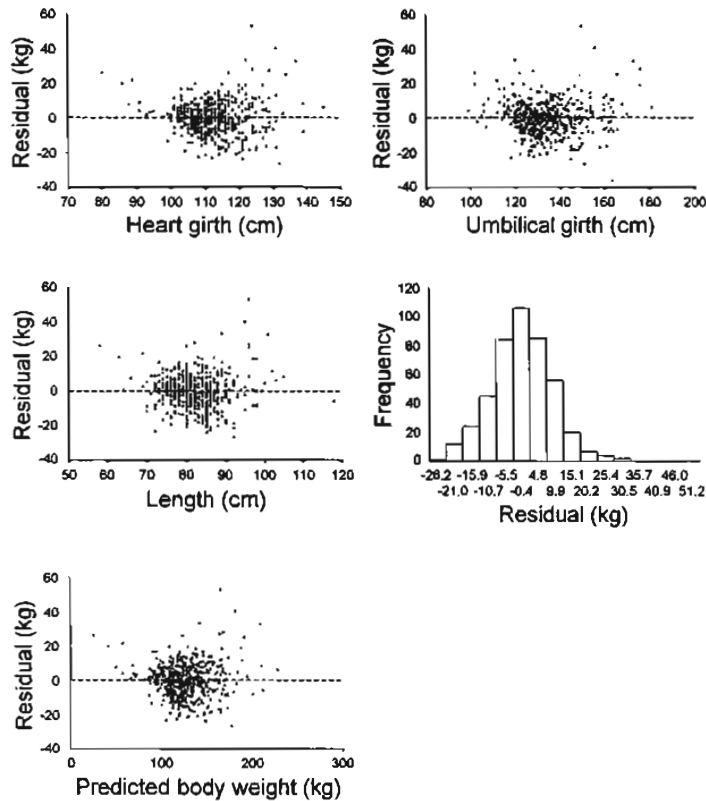 60
40
20
0
-20
-40
Residual (kg)
70 80 90 100 110 120 130 140 150
Heart girth (cm)
60
40
20
0
-20
-40
Residual (kg)
80 100 120 140 160 180 200
Umbilical girth (cm)
60
40
20
0
-20
-40
Residual (kg)
50 60 70 80 90 100 110 120
Length (cm)
120
100
80
60
40
20
0
Frequency
-26.2 -15.9 -5.5 4.8 15.1 25.4 35.7 46.0
-21.0 -10.7 -0.4 9.9 20.2 30.5 40.9 51.2
Residual (kg)
60
40
20
0
-20
-40
Residual (kg)
0 100 200 300
Predicted body weight (kg)